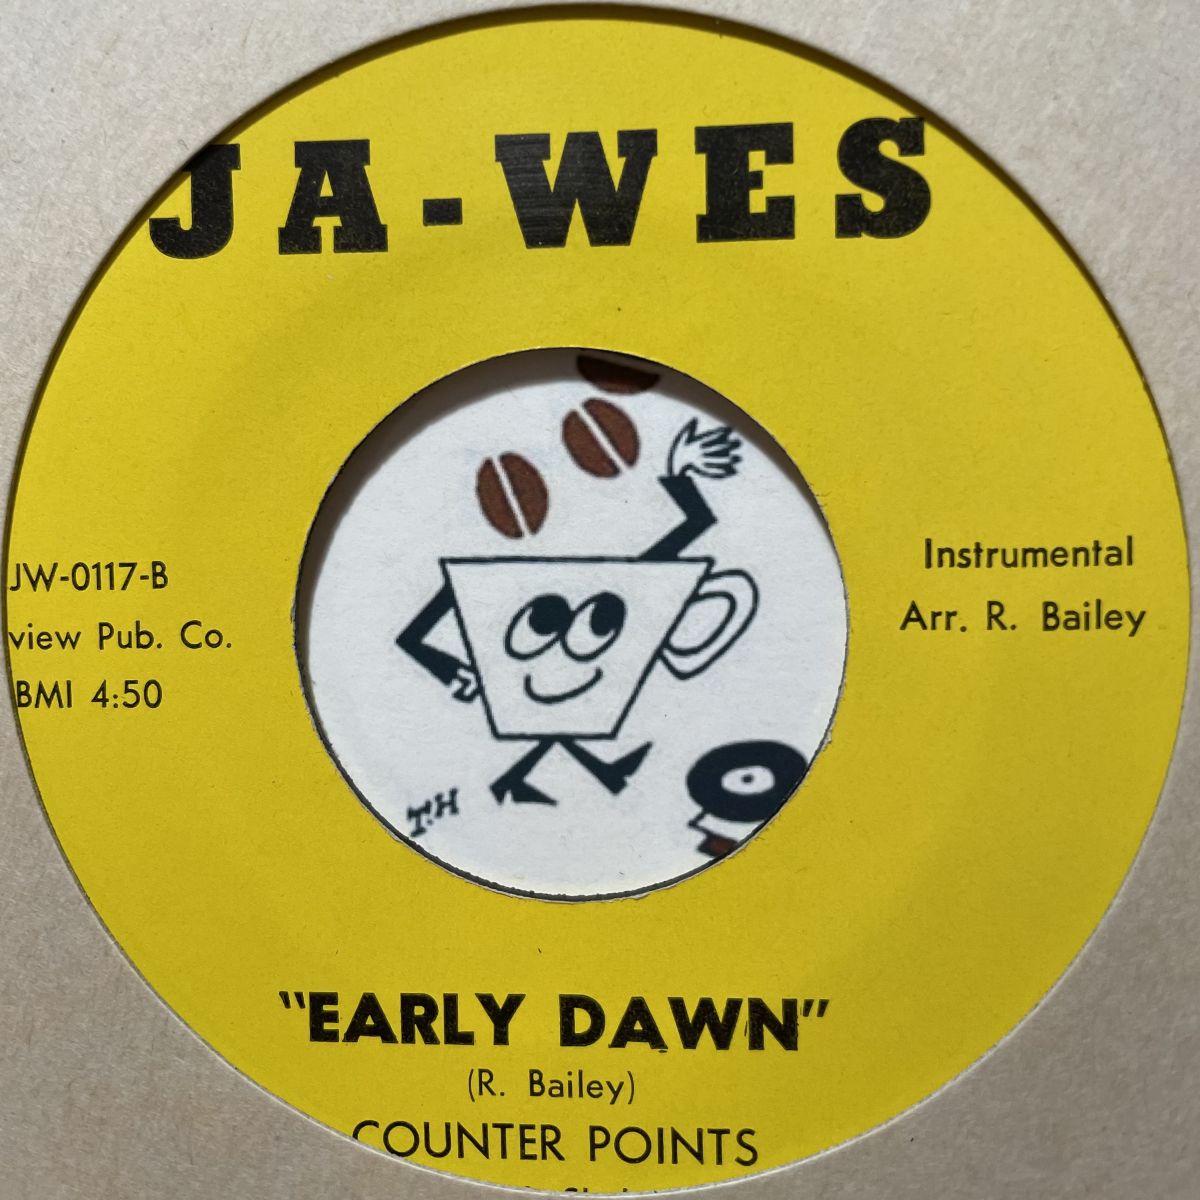 JA-WES
JW-0117-B
view Pub. Co.
BMI 4:50
Instrumental
Arr. R. Bailey
T.H
"EARLY DAWN"
(R. Bailey)
COUNTER POINTS